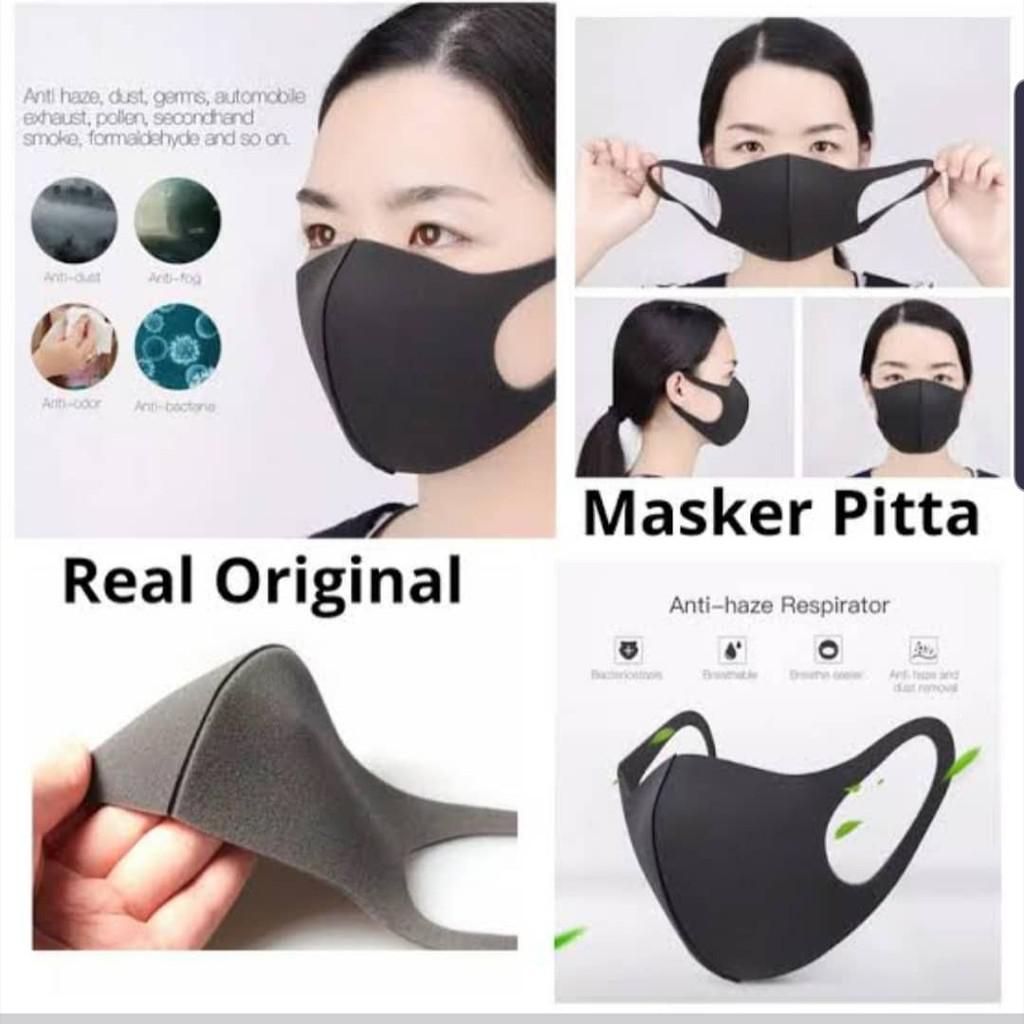 Anti haze, dust, germs, automobile
exhaust, pollen, secondhand
smoke, formaldehyde and so on.
Anti-dust
Anti-fog
Anti-odor
Anti-bacteria
Masker Pitta
Real Original
Anti-haze Respirator
Bacteriostasis
Breathable
Breathe easier
Anti haze and
dust removal